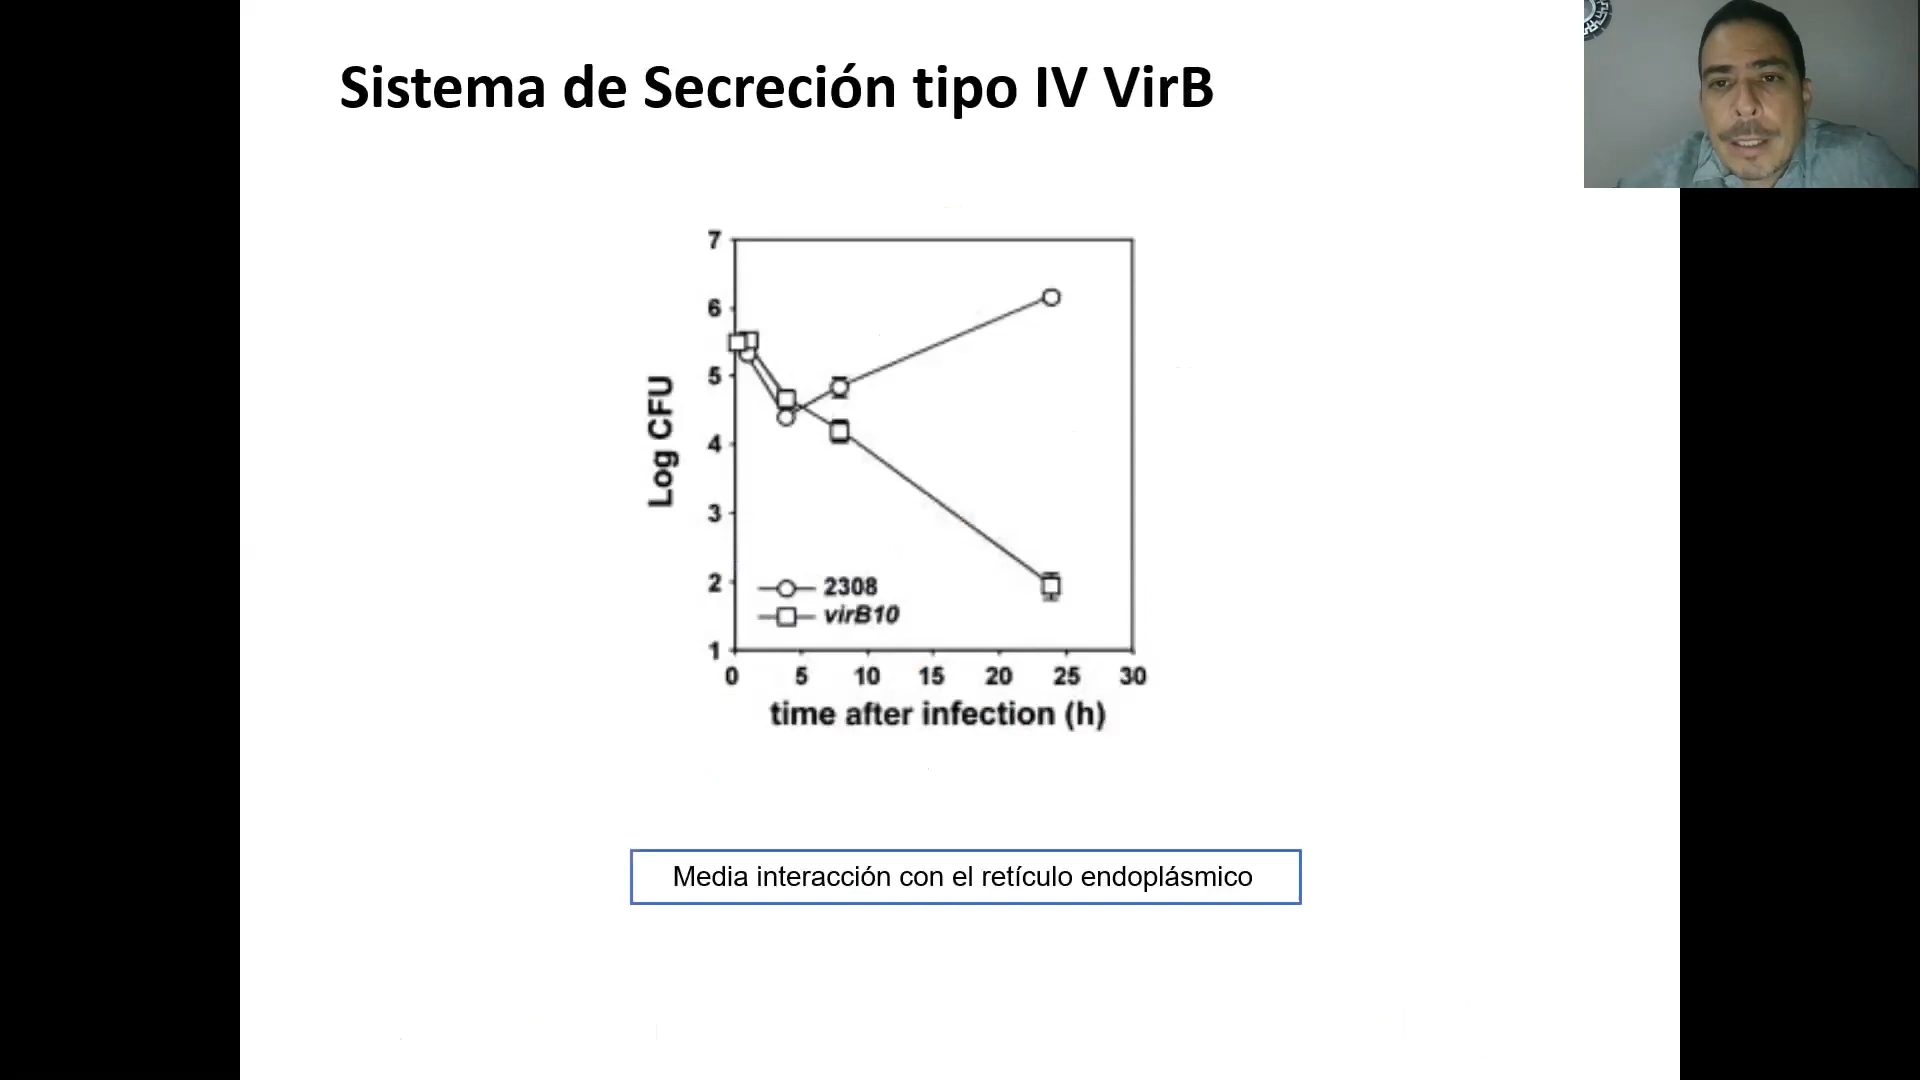 Sistema de Secreción tipo IV VirB
7
6
5
4
3
2
1
Log CFU
2308
virB10
0 5 10 15 20 25 30
time after infection (h)
Media interacción con el retículo endoplásmico